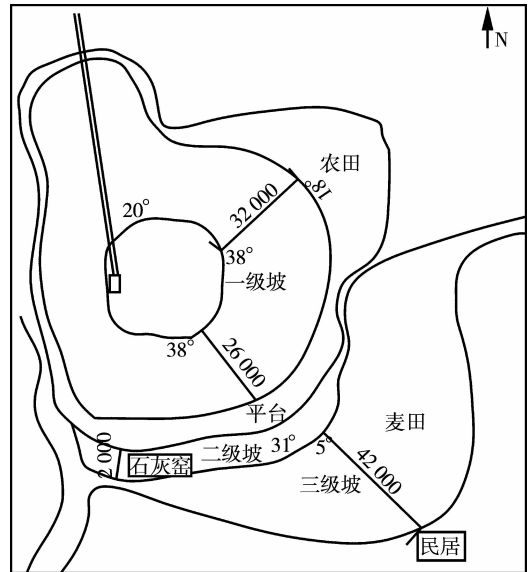 N
农田
18°
20°
32 000
38°
一级坡
38°
26 000
平台
麦田
2 000
石灰窑
二级坡
31°
5°
42 000
三级坡
民居